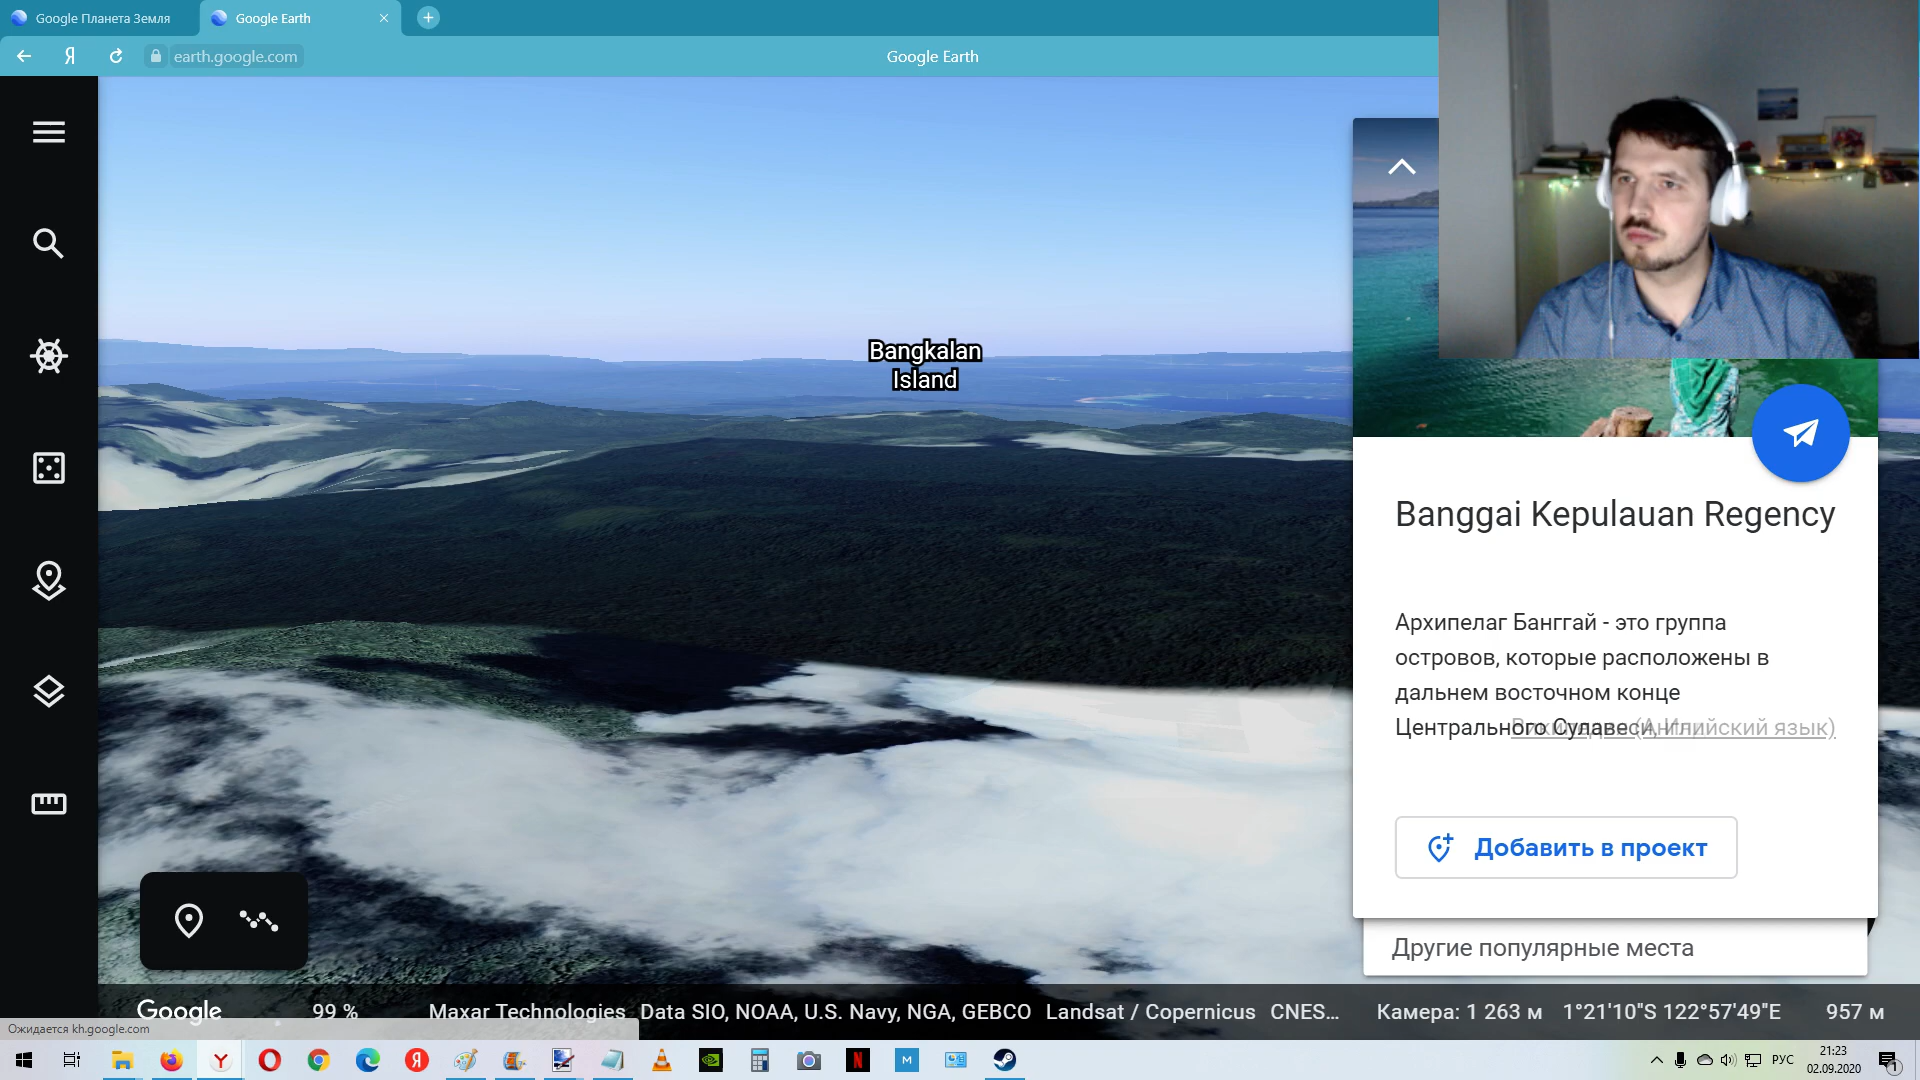 Google Планета Земля
Google Earth
earth.google.com
Google Earth
Bangkalan
Island
Banggai Kepulauan Regency
Архипелаг Банггай - это группа
островов, которые расположены в
дальнем восточном конце
Центрального Сулавеси,
(Английский язык)
Добавить в проект
Другие популярные места
Google
99 %
Maxar Technologies Data SIO, NOAA, U.S. Navy, NGA, GEBCO Landsat / Copernicus CNES...
Камера: 1 263 м 1°21'10"S 122°57'49"E 957 м
Ожидается kh.google.com
РУС
21:23
02.09.2020
1